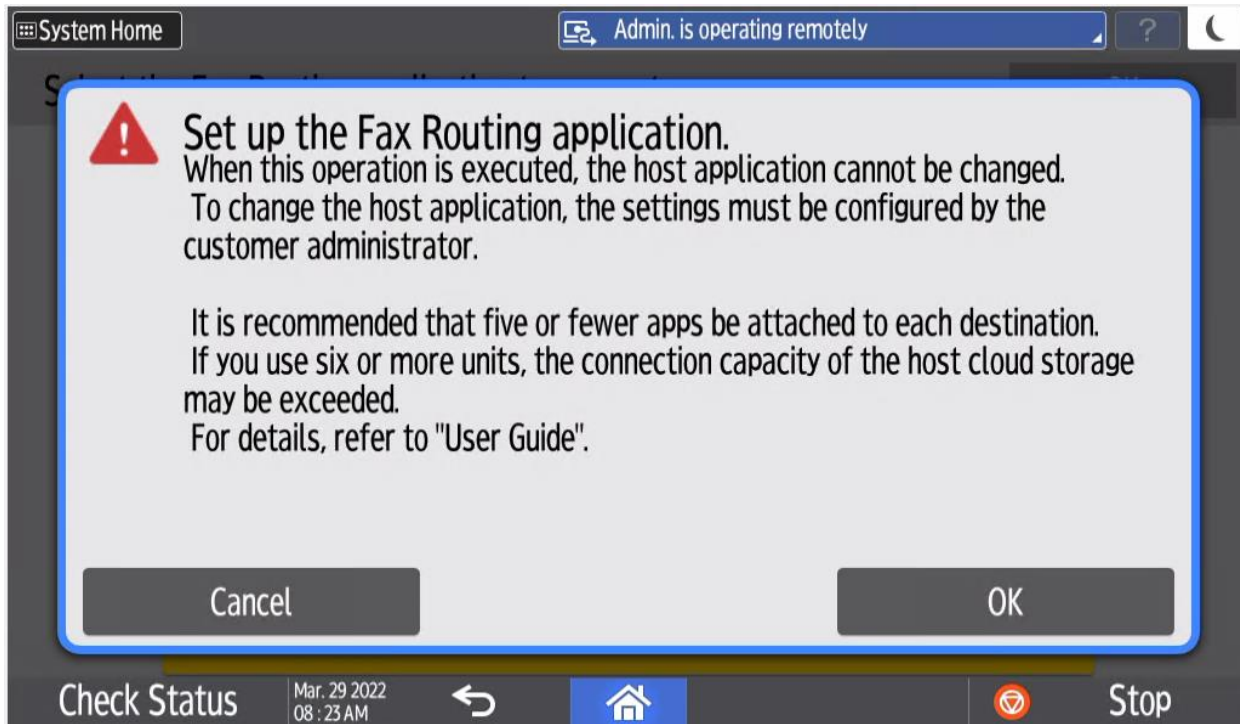 System Home
Admin. is operating remotely
?
Set up the Fax Routing application.
When this operation is executed, the host application cannot be changed.
To change the host application, the settings must be configured by the
customer administrator.
It is recommended that five or fewer apps be attached to each destination.
If you use six or more units, the connection capacity of the host cloud storage
may be exceeded.
For details, refer to "User Guide".
Cancel
OK
Check Status
Mar. 29 2022
08 : 23 AM
Stop